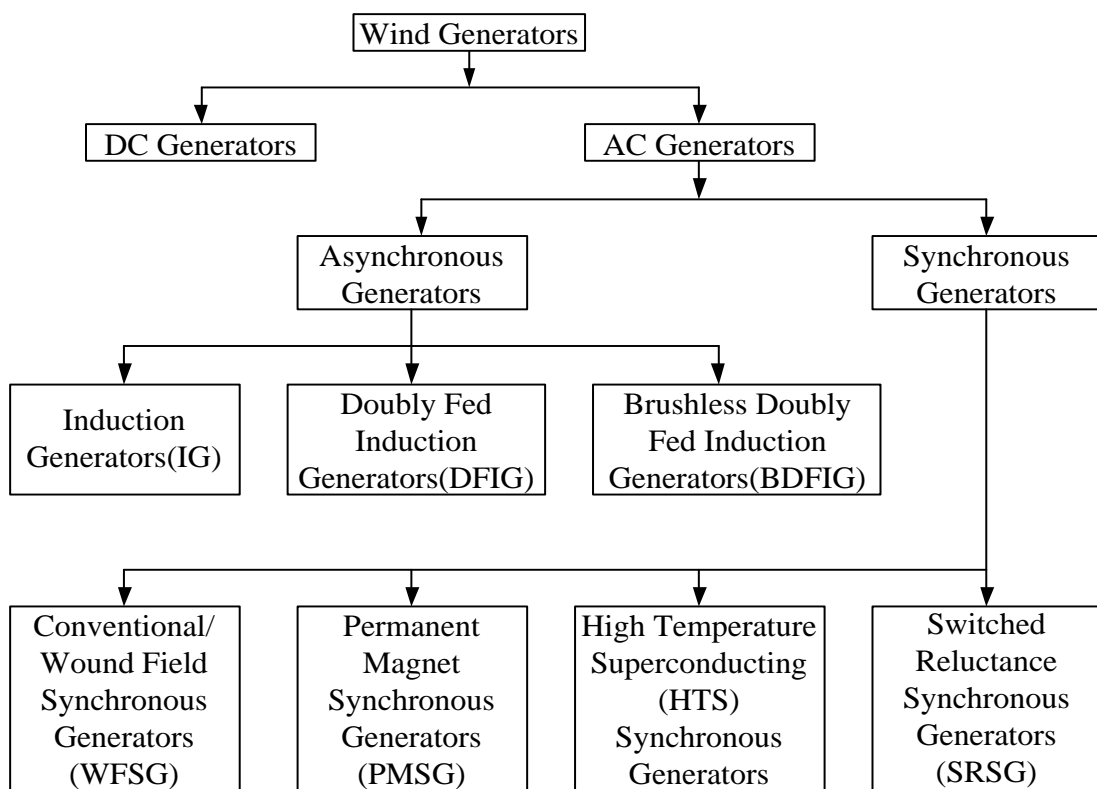 Wind Generators
DC Generators
AC Generators
Asynchronous
Generators
Synchronous
Generators
Induction
Generators(IG)
Doubly Fed
Induction
Generators(DFIG)
Brushless Doubly
Fed Induction
Generators(BDFIG)
Conventional/
Wound Field
Synchronous
Generators
(WFSG)
Permanent
Magnet
Synchronous
Generators
(PMSG)
High Temperature
Superconducting
(HTS)
Synchronous
Generators
Switched
Reluctance
Synchronous
Generators
(SRSG)